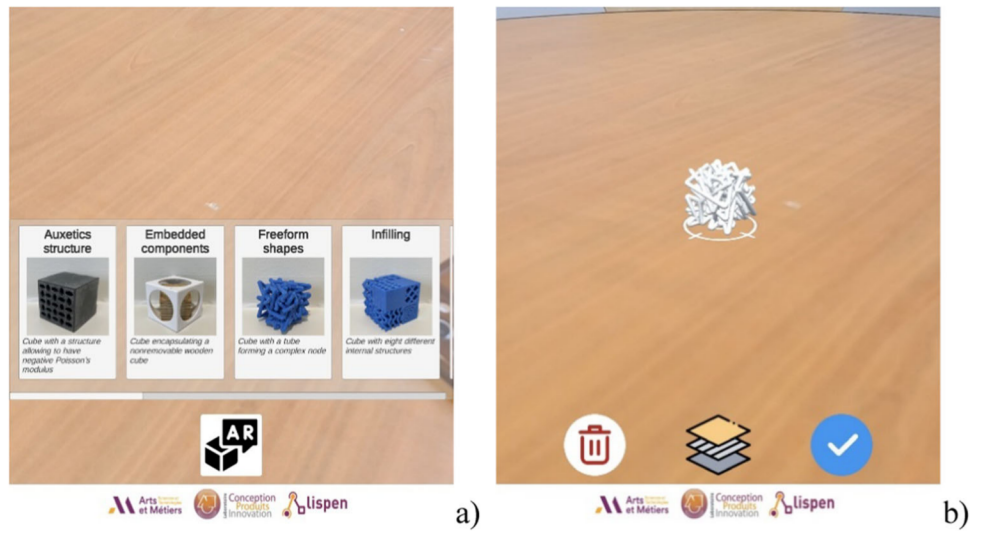 Auxetics
structure
Cube with a structure
allowing to have
negative Poisson's
modulus
Embedded
components
Cube encapsulating a
nonremovable wooden
cube
Freeform
shapes
Cube with a tube
forming a complex node
Infilling
Cube with eight different
internal structures
AR
Arts
et Métiers
Conception
Produits
Innovation
lispen
a)
Arts
et Métiers
Conception
Produits
Innovation
lispen
b)